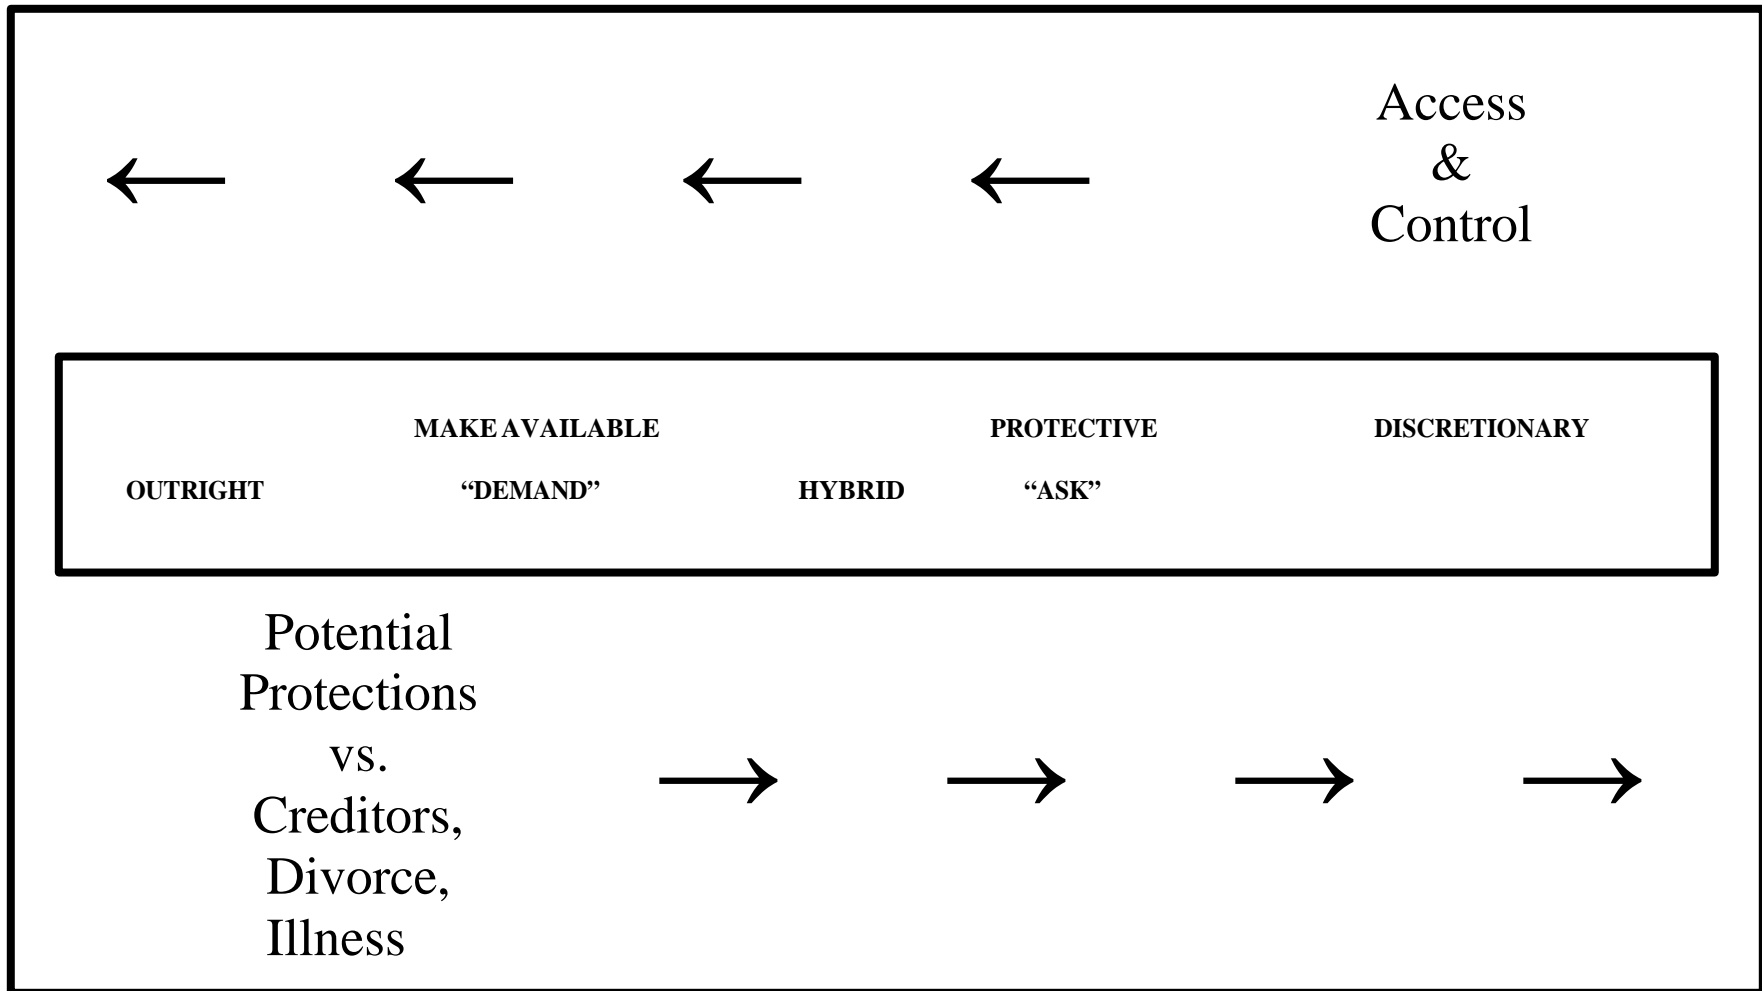 Access
&
Control
MAKE AVAILABLE PROTECTIVE DISCRETIONARY
OUTRIGHT “DEMAND” HYBRID “ASK”
Potential
Protections
vs.
Creditors,
Divorce,
Illness